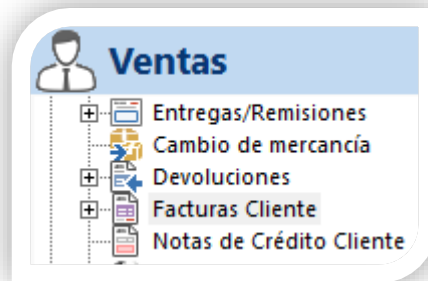 Ventas
Entregas/Remisiones
Cambio de mercancía
Devoluciones
Facturas Cliente
Notas de Crédito Cliente